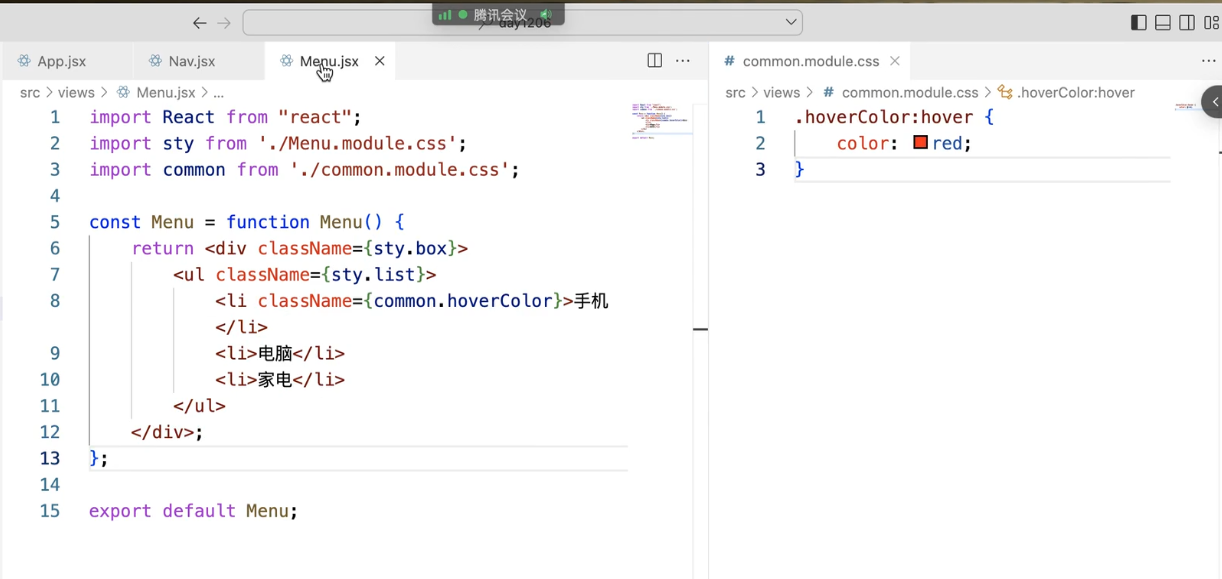 腾讯会议
day1206
App.jsx
Nav.jsx
Menu.jsx
common.module.css
src > views > Menu.jsx > ...
src > views > # common.module.css > .hoverColor:hover
1 import React from "react";
2 import sty from './Menu.module.css';
3 import common from './common.module.css';
4
5 const Menu = function Menu() {
6 return <div className={sty.box}>
7 <ul className={sty.list}>
8 <li className={common.hoverColor}>手机
</li>
9 <li>电脑</li>
10 <li>家电</li>
11 </ul>
12 </div>;
13 };
14
15 export default Menu;
1 .hoverColor:hover {
2 color: red;
3 }